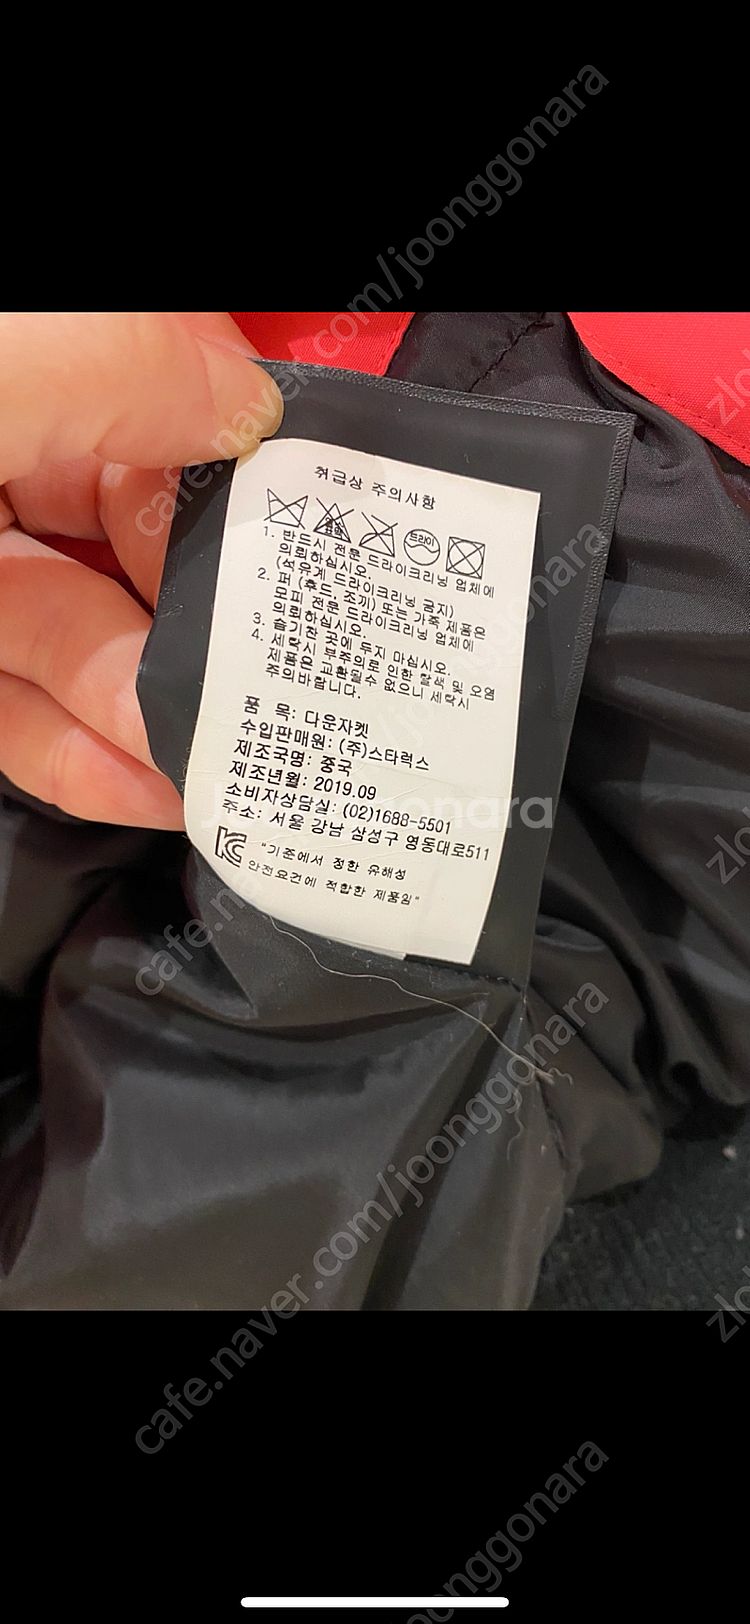 취급상 주의사항
드라이
1. 반드시 전문 드라이크리닝 업체에
의뢰하십시오.
(석유계 드라이크리닝 금지)
2. 퍼 (후드, 조끼) 또는 가죽 제품은
모피 전문 드라이크리닝 업체에
의뢰하십시오.
3. 습기찬 곳에 두지 마십시오.
4. 세탁시 부주의로 인한 탈색 및 오염
제품은 교환될수 없으니 세탁시
주의바랍니다.
품 목: 다운자켓
수입판매원: (주)스타럭스
제조국명: 중국
제조년월: 2019.09
소비자상담실: (02)1688-5501
주소: 서울 강남 삼성구 영동대로511
"기준에서 정한 유해성
안전요건에 적합한 제품임"
cafe.naver.com/joonggonara
cafe.naver.com/joonggonara
cafe.naver.com/joonggonara
Joonggonara